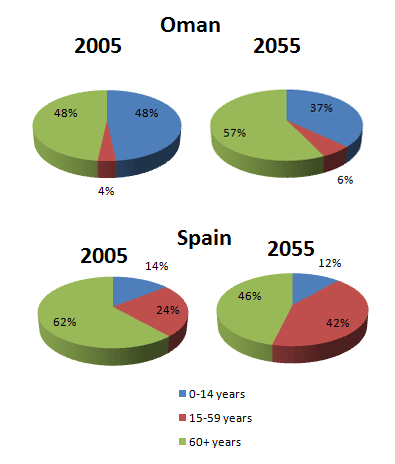 Oman
2005 2055
48% 48% 4%
37% 57% 6%
Spain
2005 2055
14% 24% 62%
12% 46% 42%
0-14 years
15-59 years
60+ years